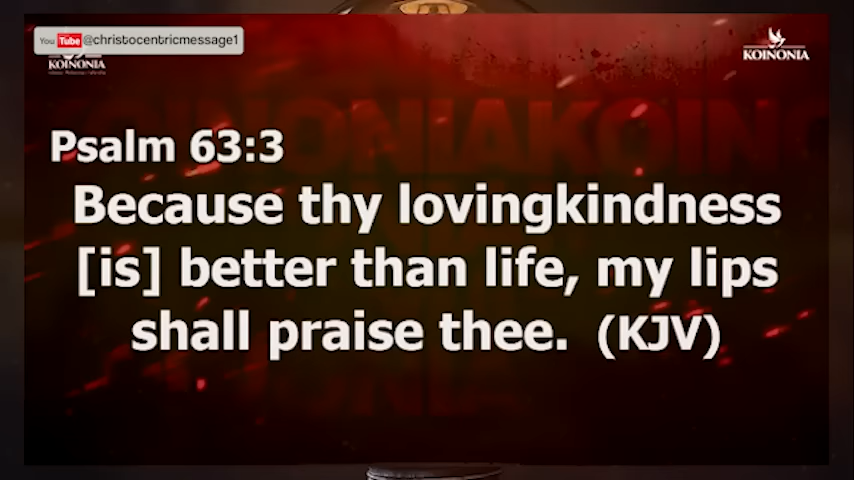 You Tube @christocentricmessage1
KOINONIA
KOINONIA
KOINONIAKOINO
Psalm 63:3
Because thy lovingkindness
[is] better than life, my lips
shall praise thee. (KJV)